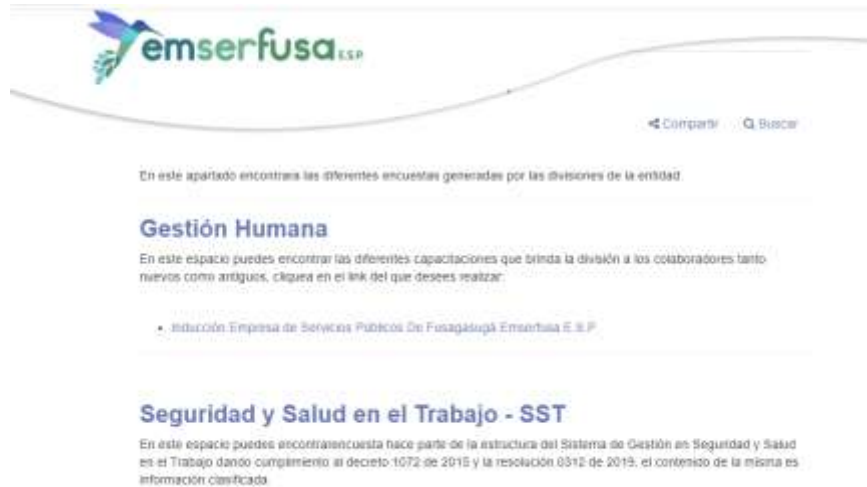 emserfusa E.S.P
Compartir Buscar
En este apartado encontrara las diferentes encuestas generadas por las divisiones de la entidad.
Gestión Humana
En este espacio puedes encontrar las diferentes capacitaciones que brinda la división a los colaboradores tanto
nuevos como antiguos, cliquea en el link del que desees realizar:
Inducción Empresa de Servicios Públicos De Fusagasugá Emserfusa E.S.P
Seguridad y Salud en el Trabajo - SST
En este espacio puedes encontrarencuesta hace parte de la estructura del Sistema de Gestión en Seguridad y Salud
en el Trabajo dando cumplimiento al decreto 1072 de 2015 y la resolución 0312 de 2019, el contenido de la misma es
información clasificada.